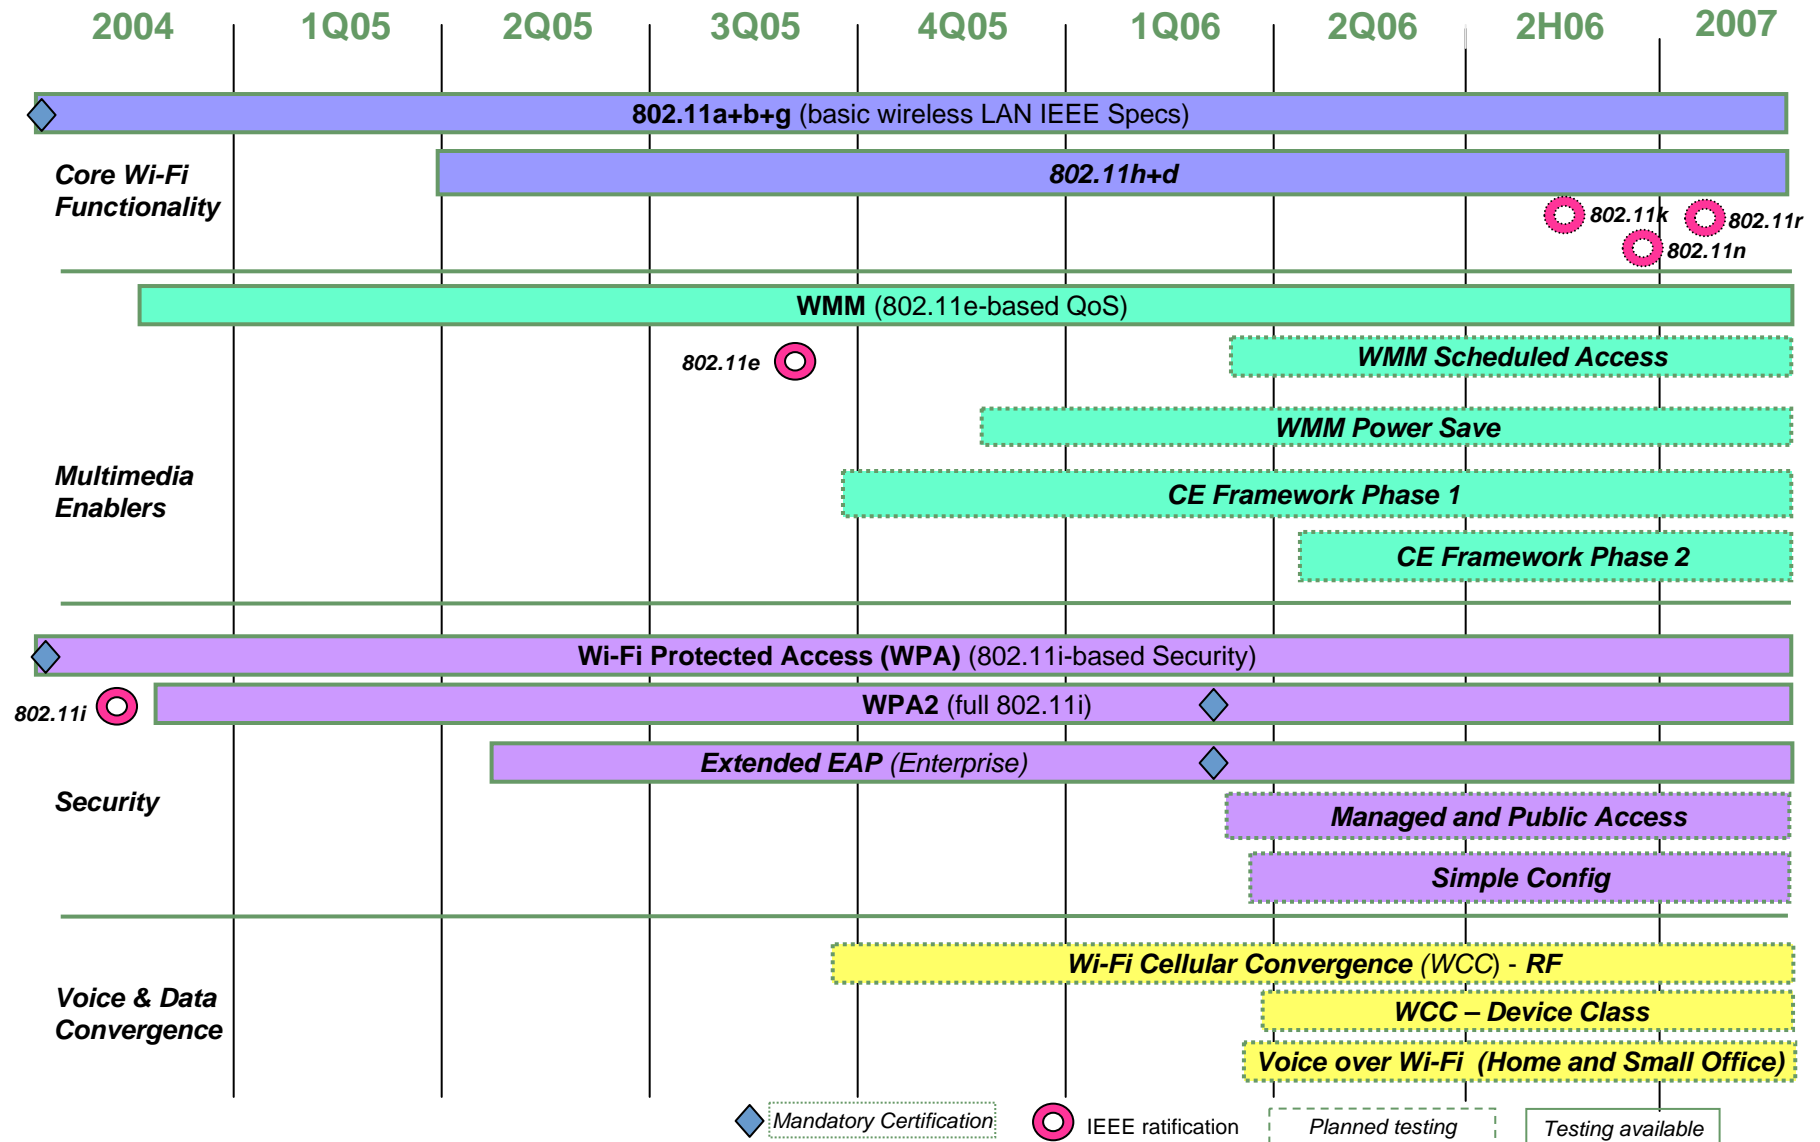 2004 1Q05 2Q05 3Q05 4Q05 1Q06 2Q06 2H06 2007
802.11a+b+g (basic wireless LAN IEEE Specs)
Core Wi-Fi
Functionality
802.11h+d
802.11k
802.11r
802.11n
WMM (802.11e-based QoS)
802.11e
WMM Scheduled Access
WMM Power Save
Multimedia
Enablers
CE Framework Phase 1
CE Framework Phase 2
Wi-Fi Protected Access (WPA) (802.11i-based Security)
802.11i
WPA2 (full 802.11i)
Extended EAP (Enterprise)
Security
Managed and Public Access
Simple Config
Wi-Fi Cellular Convergence (WCC) - RF
Voice & Data
Convergence
WCC – Device Class
Voice over Wi-Fi (Home and Small Office)
Mandatory Certification
IEEE ratification
Planned testing
Testing available